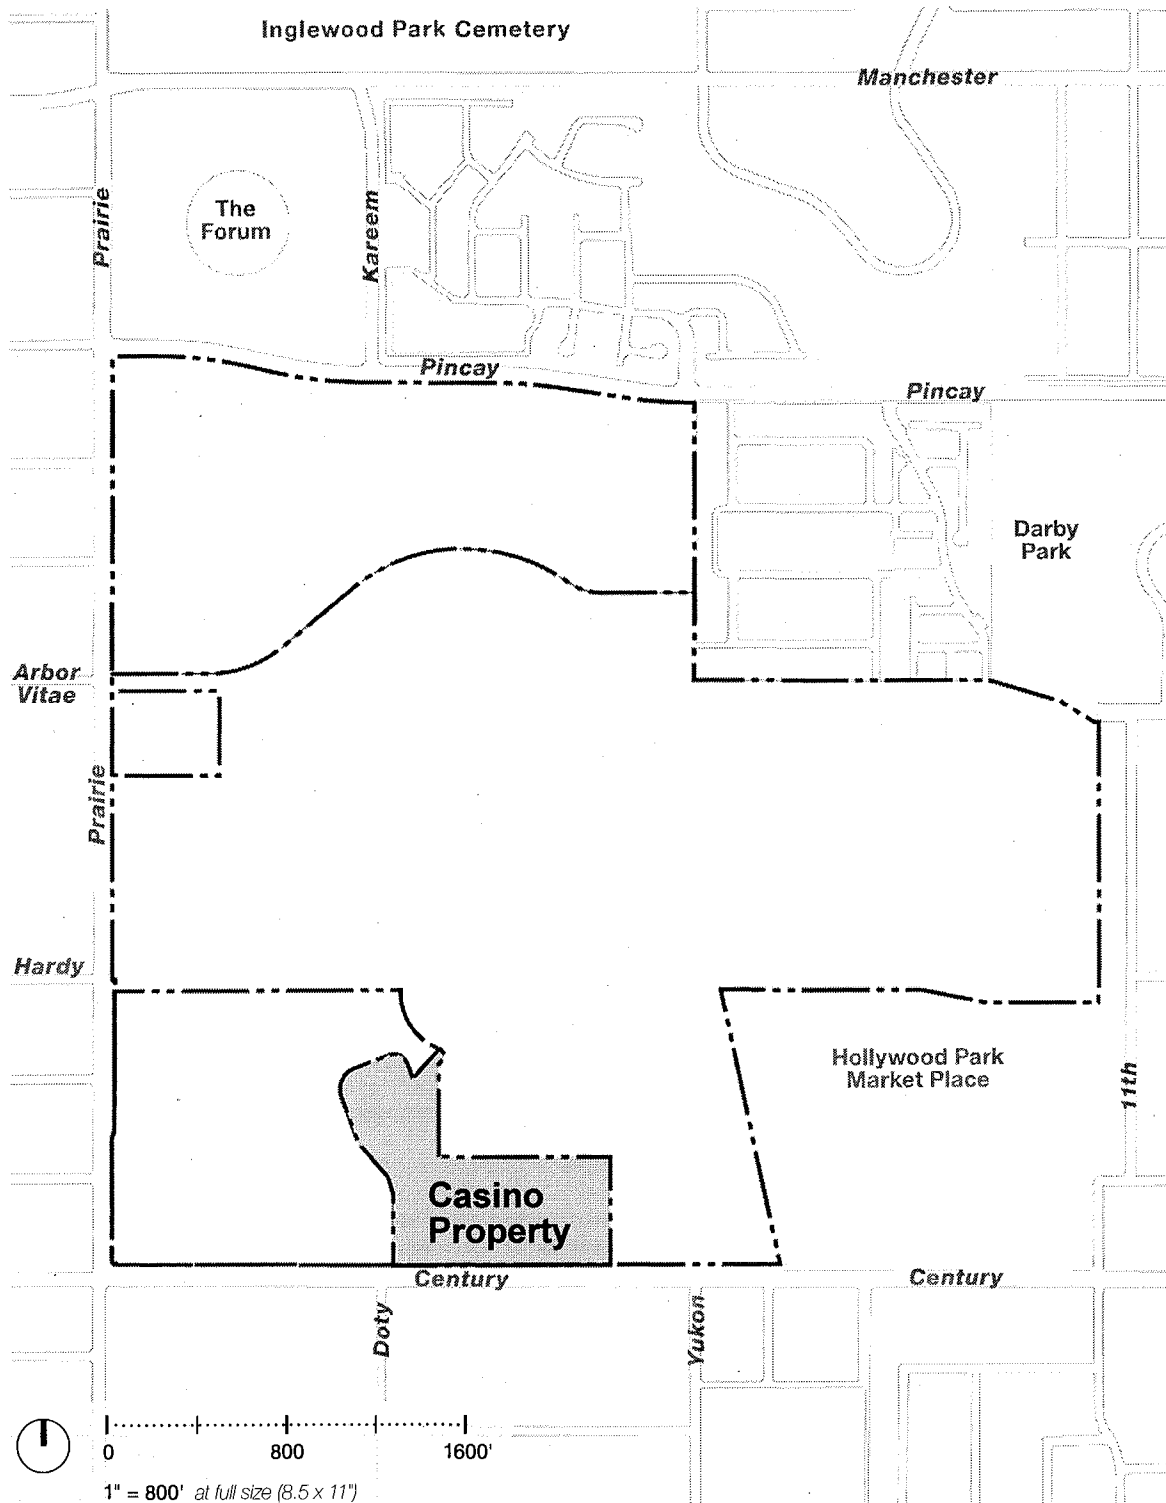 Inglewood Park Cemetery
Manchester
Prairie
The
Forum
Kareem
Pincay
Pincay
Darby
Park
Arbor
Vitae
Prairie
Hardy
Hollywood Park
Market Place
11th
Casino
Property
Century
Century
Doty
Yukon
0 800 1600'
1" = 800' at full size (8.5 x 11")